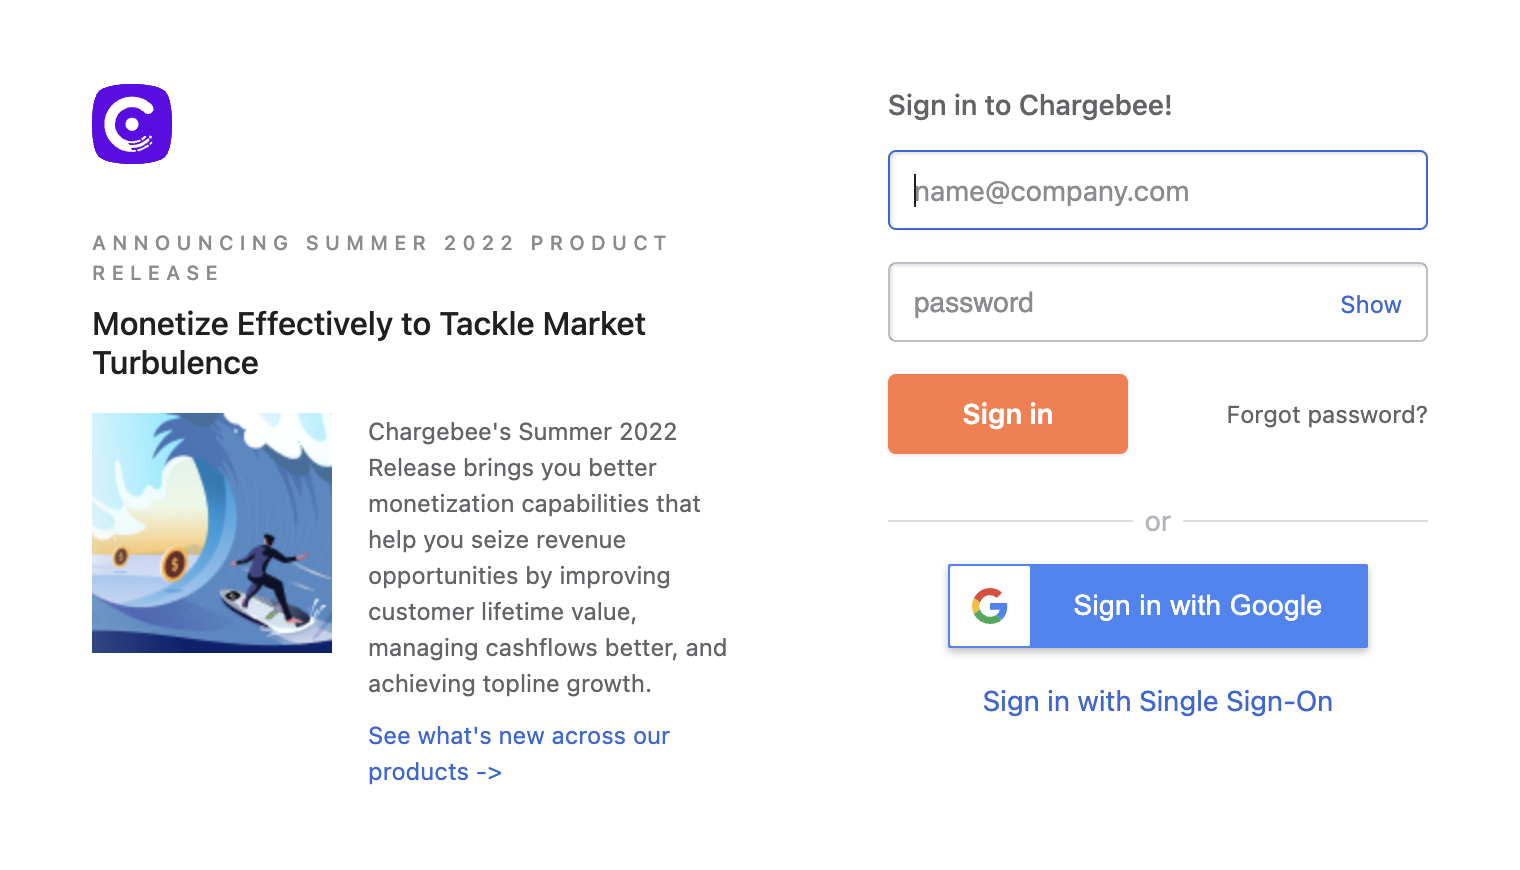 ANNOUNCING SUMMER 2022 PRODUCT
RELEASE
Monetize Effectively to Tackle Market
Turbulence
Chargebee's Summer 2022
Release brings you better
monetization capabilities that
help you seize revenue
opportunities by improving
customer lifetime value,
managing cashflows better, and
achieving topline growth.
See what's new across our
products ->
Sign in to Chargebee!
name@company.com
password
Show
Sign in
Forgot password?
or
Sign in with Google
Sign in with Single Sign-On